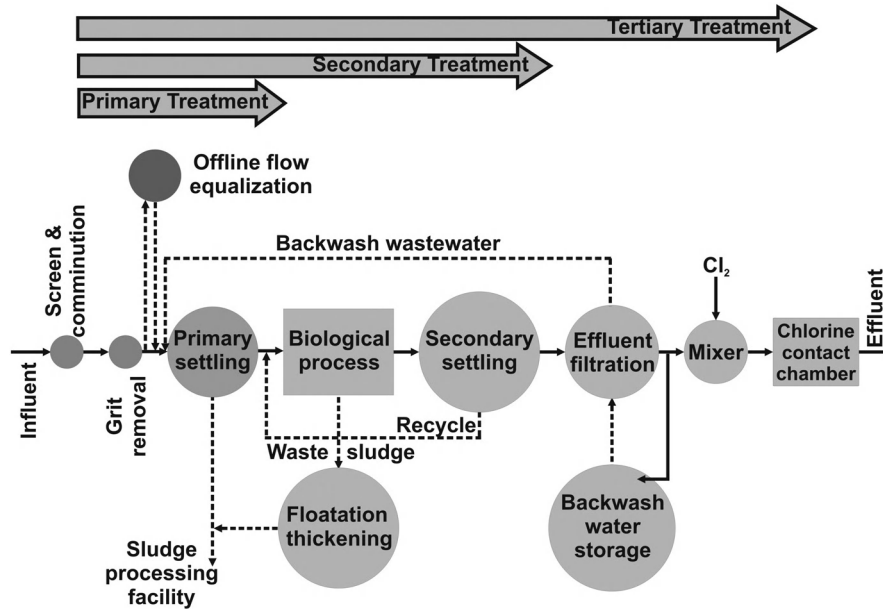 Tertiary Treatment
Secondary Treatment
Primary Treatment
Offline flow
equalization
Screen &
comminution
Backwash wastewater
Cl₂
Effluent
Influent
Grit
removal
Primary
settling
Biological
process
Secondary
settling
Effluent
filtration
Mixer
Chlorine
contact
chamber
Recycle
Waste sludge
Floatation
thickening
Backwash
water
storage
Sludge
processing
facility